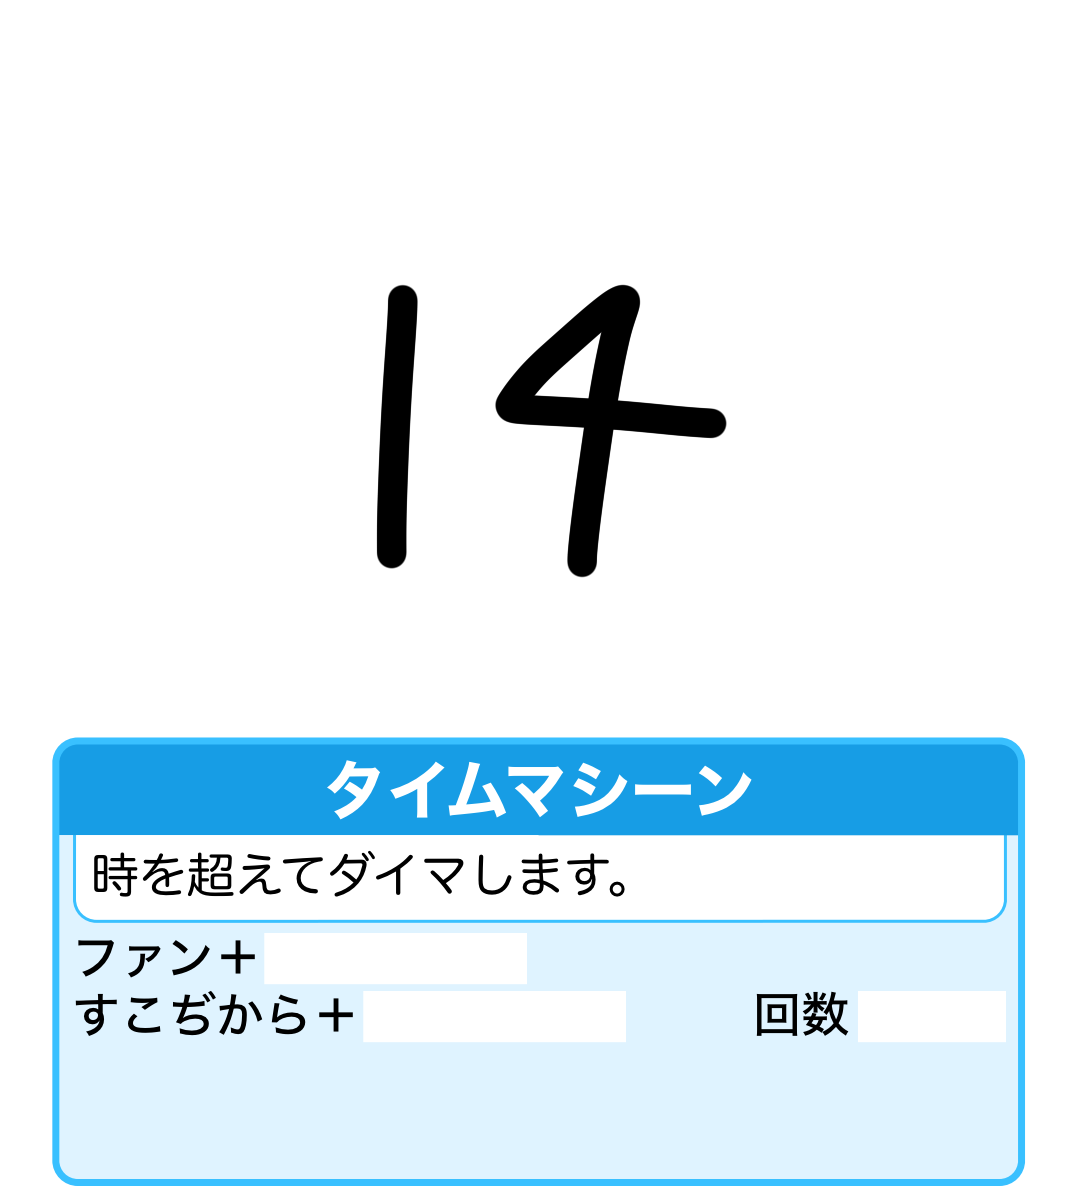 14
タイムマシーン
時を超えてダイマします。
ファン＋
すこぢから＋ 回数